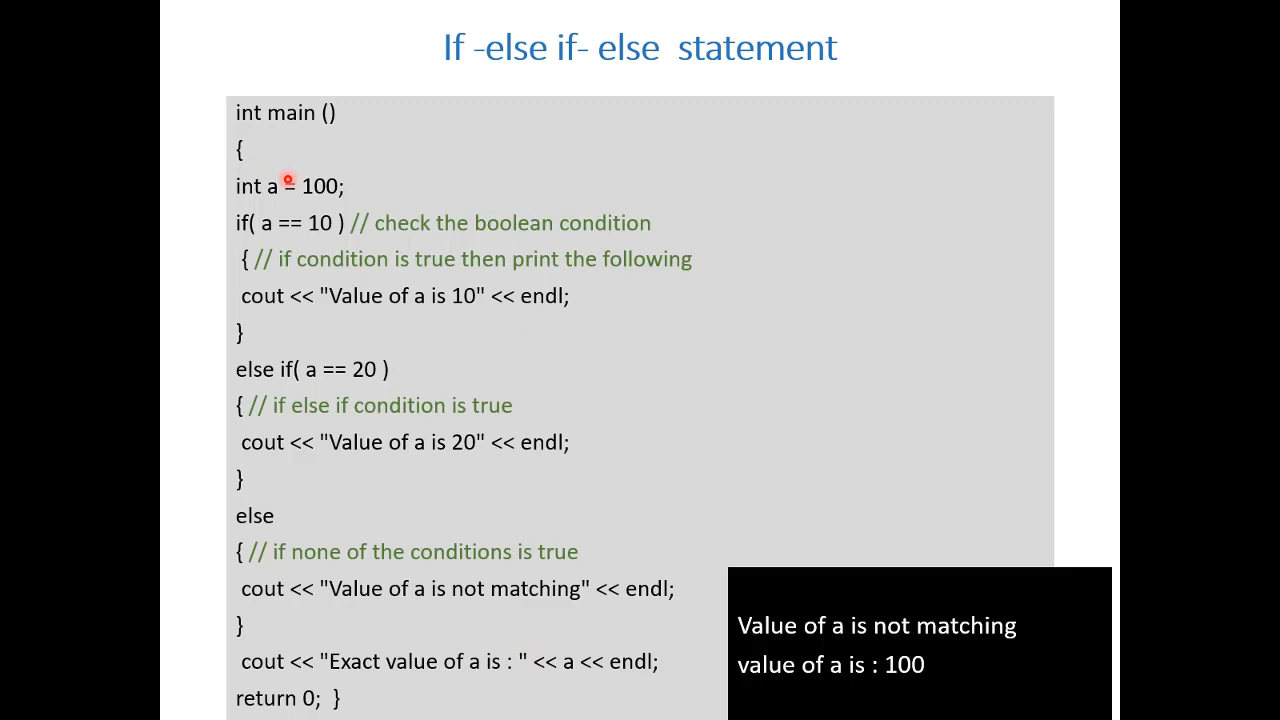 If -else if- else  statement
int main ()
{
int a = 100;
if( a == 10 ) // check the boolean condition
{ // if condition is true then print the following
cout << "Value of a is 10" << endl;
}
else if( a == 20 )
{ // if else if condition is true
cout << "Value of a is 20" << endl;
}
else
{ // if none of the conditions is true
cout << "Value of a is not matching" << endl;
}
cout << "Exact value of a is : " << a << endl;
return 0;  }
Value of a is not matching
value of a is : 100